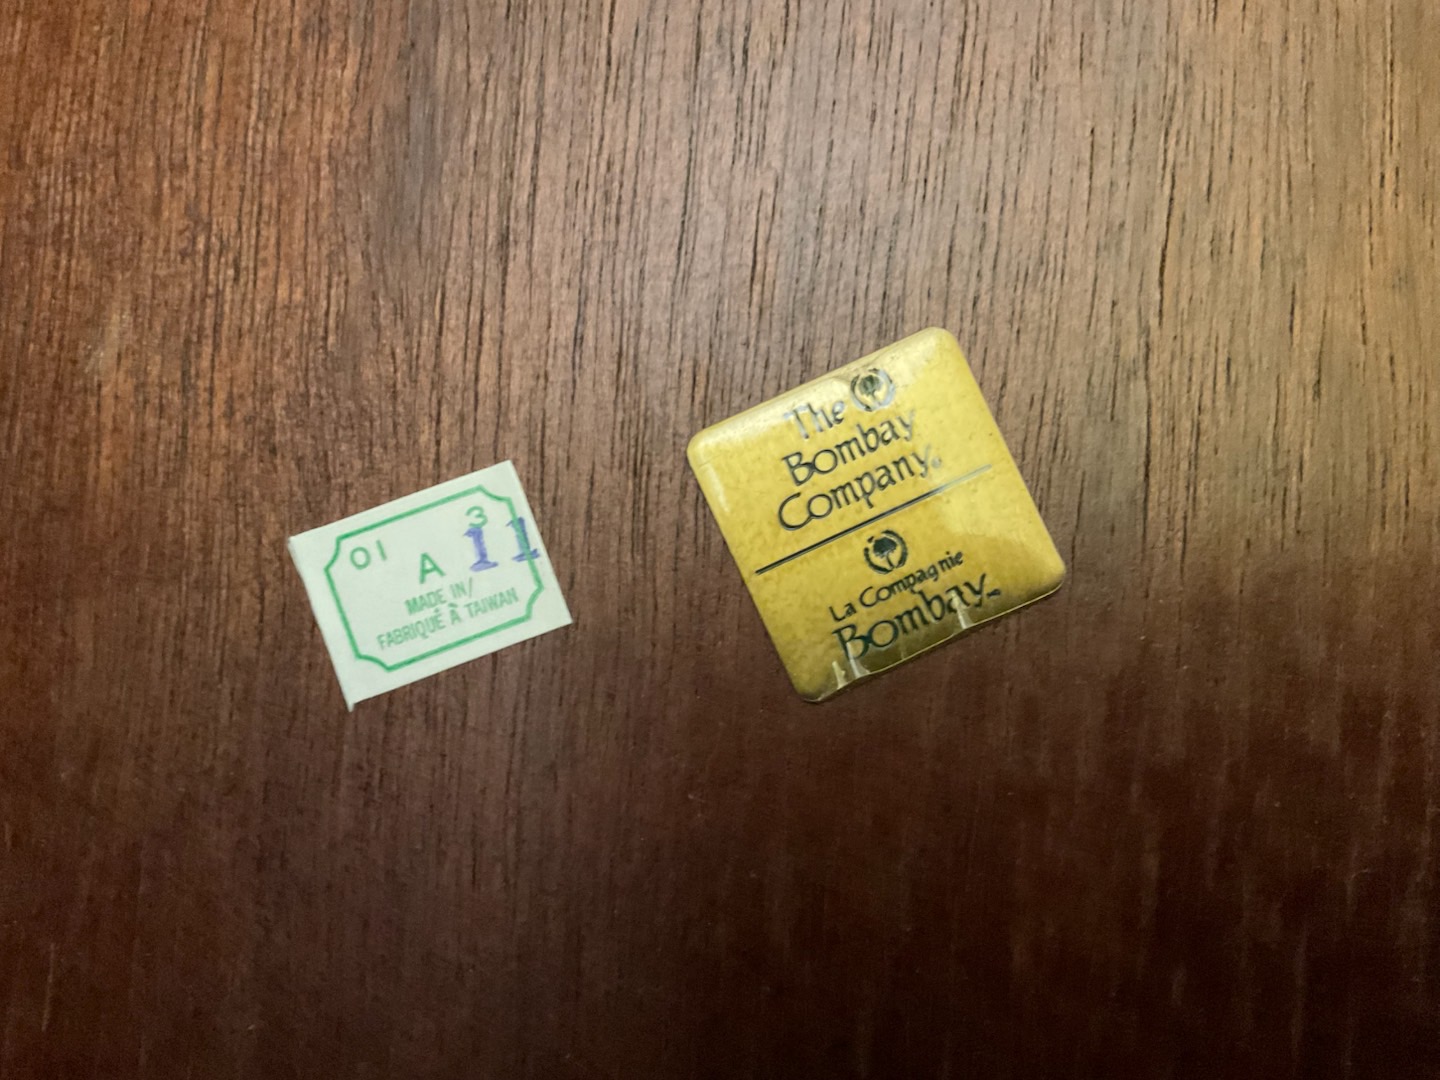 01
3
A
11
MADE IN/
FABRIQUÉ À TAIWAN
The
Bombay
Company
La Compagnie
Bombay